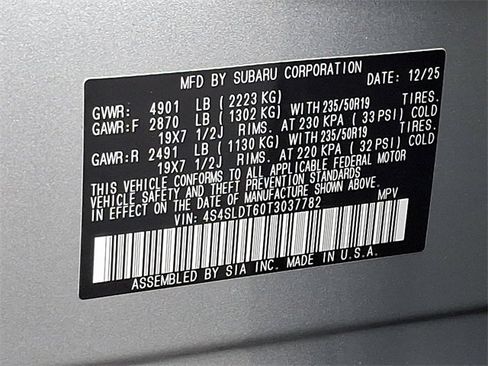 MFD BY SUBARU CORPORATION DATE: 12/25
GVWR: 4901 LB ( 2223 KG)
GAWR:F 2870 LB ( 1302 KG) WITH 235/50R19 TIRES.
19X7 1/2J RIMS. AT 230 KPA ( 33 PSI) COLD
GAWR:R 2491 LB ( 1130 KG) WITH 235/50R19 TIRES.
19X7 1/2J RIMS. AT 220 KPA ( 32 PSI) COLD
THIS VEHICLE CONFORMS TO ALL APPLICABLE FEDERAL MOTOR
VEHICLE SAFETY, BUMPER, AND THEFT PREVENTION STANDARDS
IN EFFECT ON THE DATE OF MANUFACTURE SHOWN ABOVE.
VIN: 4S4SLDT60T3037782 MPV
ASSEMBLED BY SIA INC. MADE IN U.S.A.